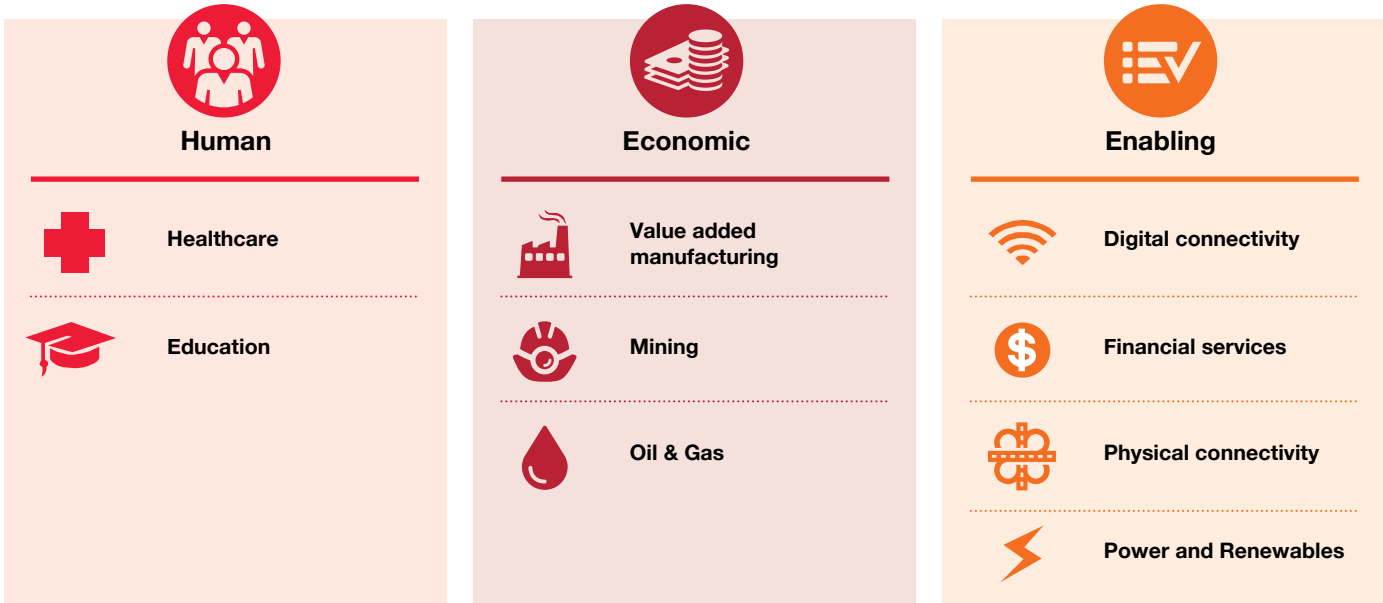 Human
Healthcare
Education
Economic
Value added
manufacturing
Mining
Oil & Gas
Enabling
Digital connectivity
Financial services
Physical connectivity
Power and Renewables